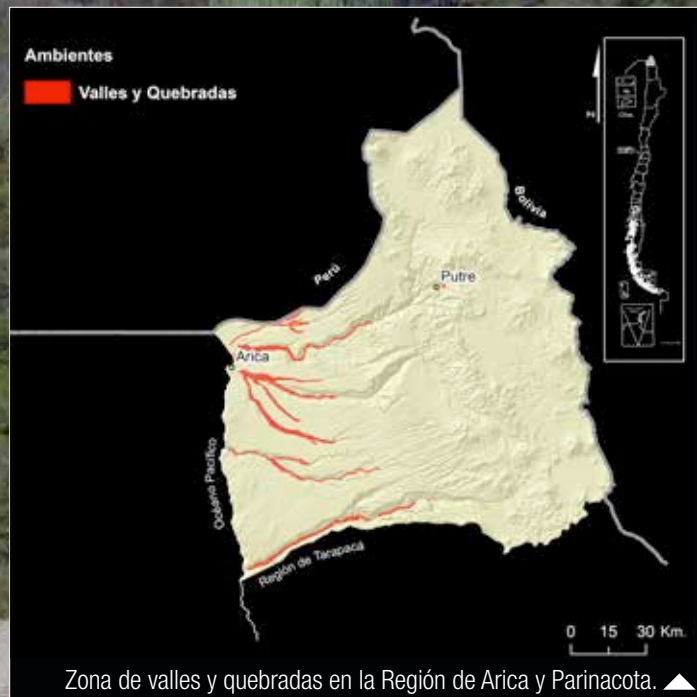 Ambientes
Valles y Quebradas
Bolivia
Perú
Putre
Arica
Océano Pacífico
Región de Tarapacá
0 15 30 Km.
Zona de valles y quebradas en la Región de Arica y Parinacota.